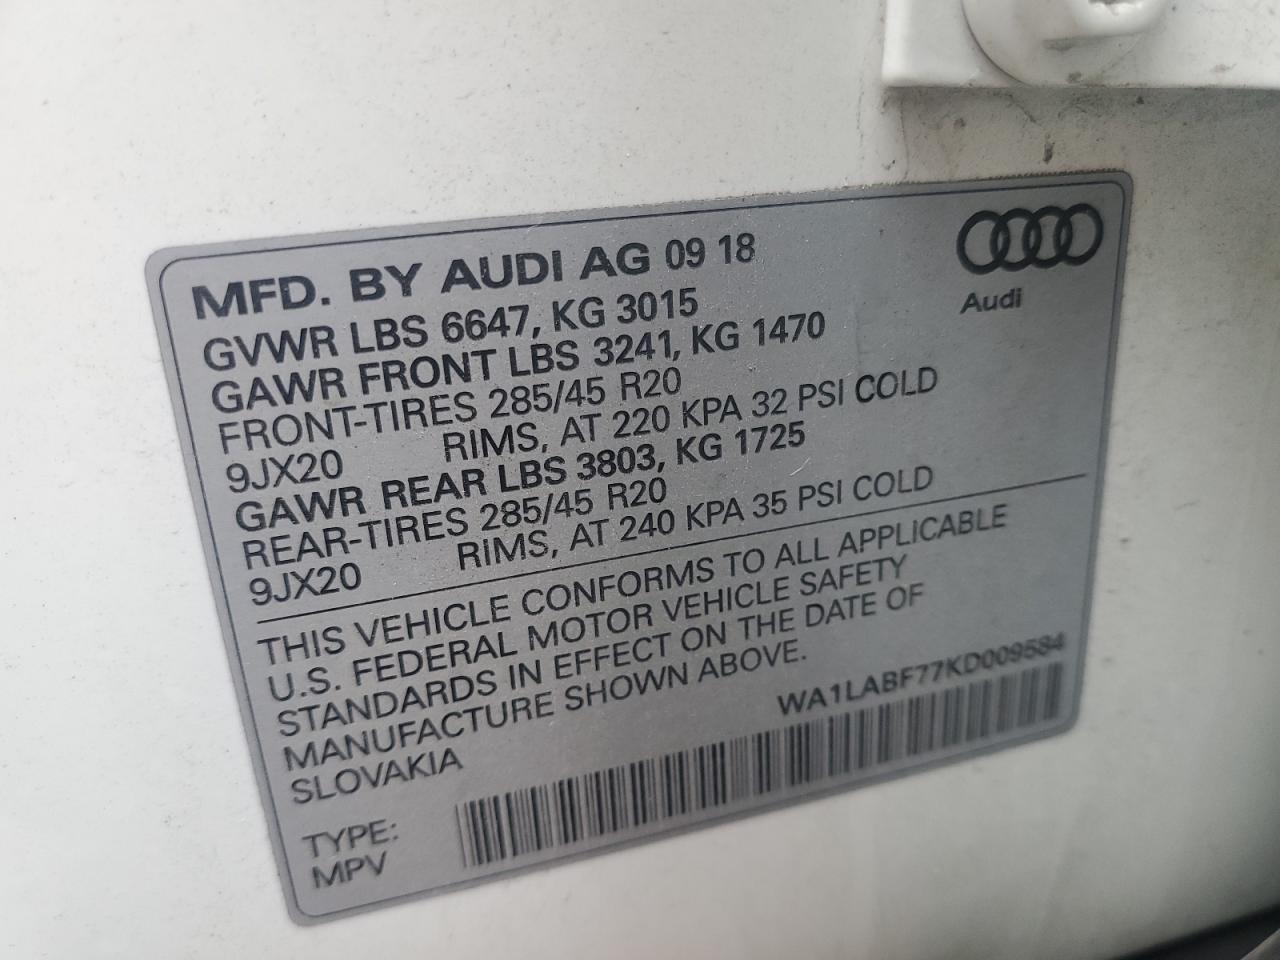 MFD. BY AUDI AG 09 18
Audi
GVWR LBS 6647, KG 3015
GAWR FRONT LBS 3241, KG 1470
FRONT-TIRES 285/45 R20
9JX20 RIMS, AT 220 KPA 32 PSI COLD
GAWR REAR LBS 3803, KG 1725
REAR-TIRES 285/45 R20
9JX20 RIMS, AT 240 KPA 35 PSI COLD
THIS VEHICLE CONFORMS TO ALL APPLICABLE
U.S. FEDERAL MOTOR VEHICLE SAFETY
STANDARDS IN EFFECT ON THE DATE OF
MANUFACTURE SHOWN ABOVE.
SLOVAKIA
WA1LABF77KD009584
TYPE:
MPV